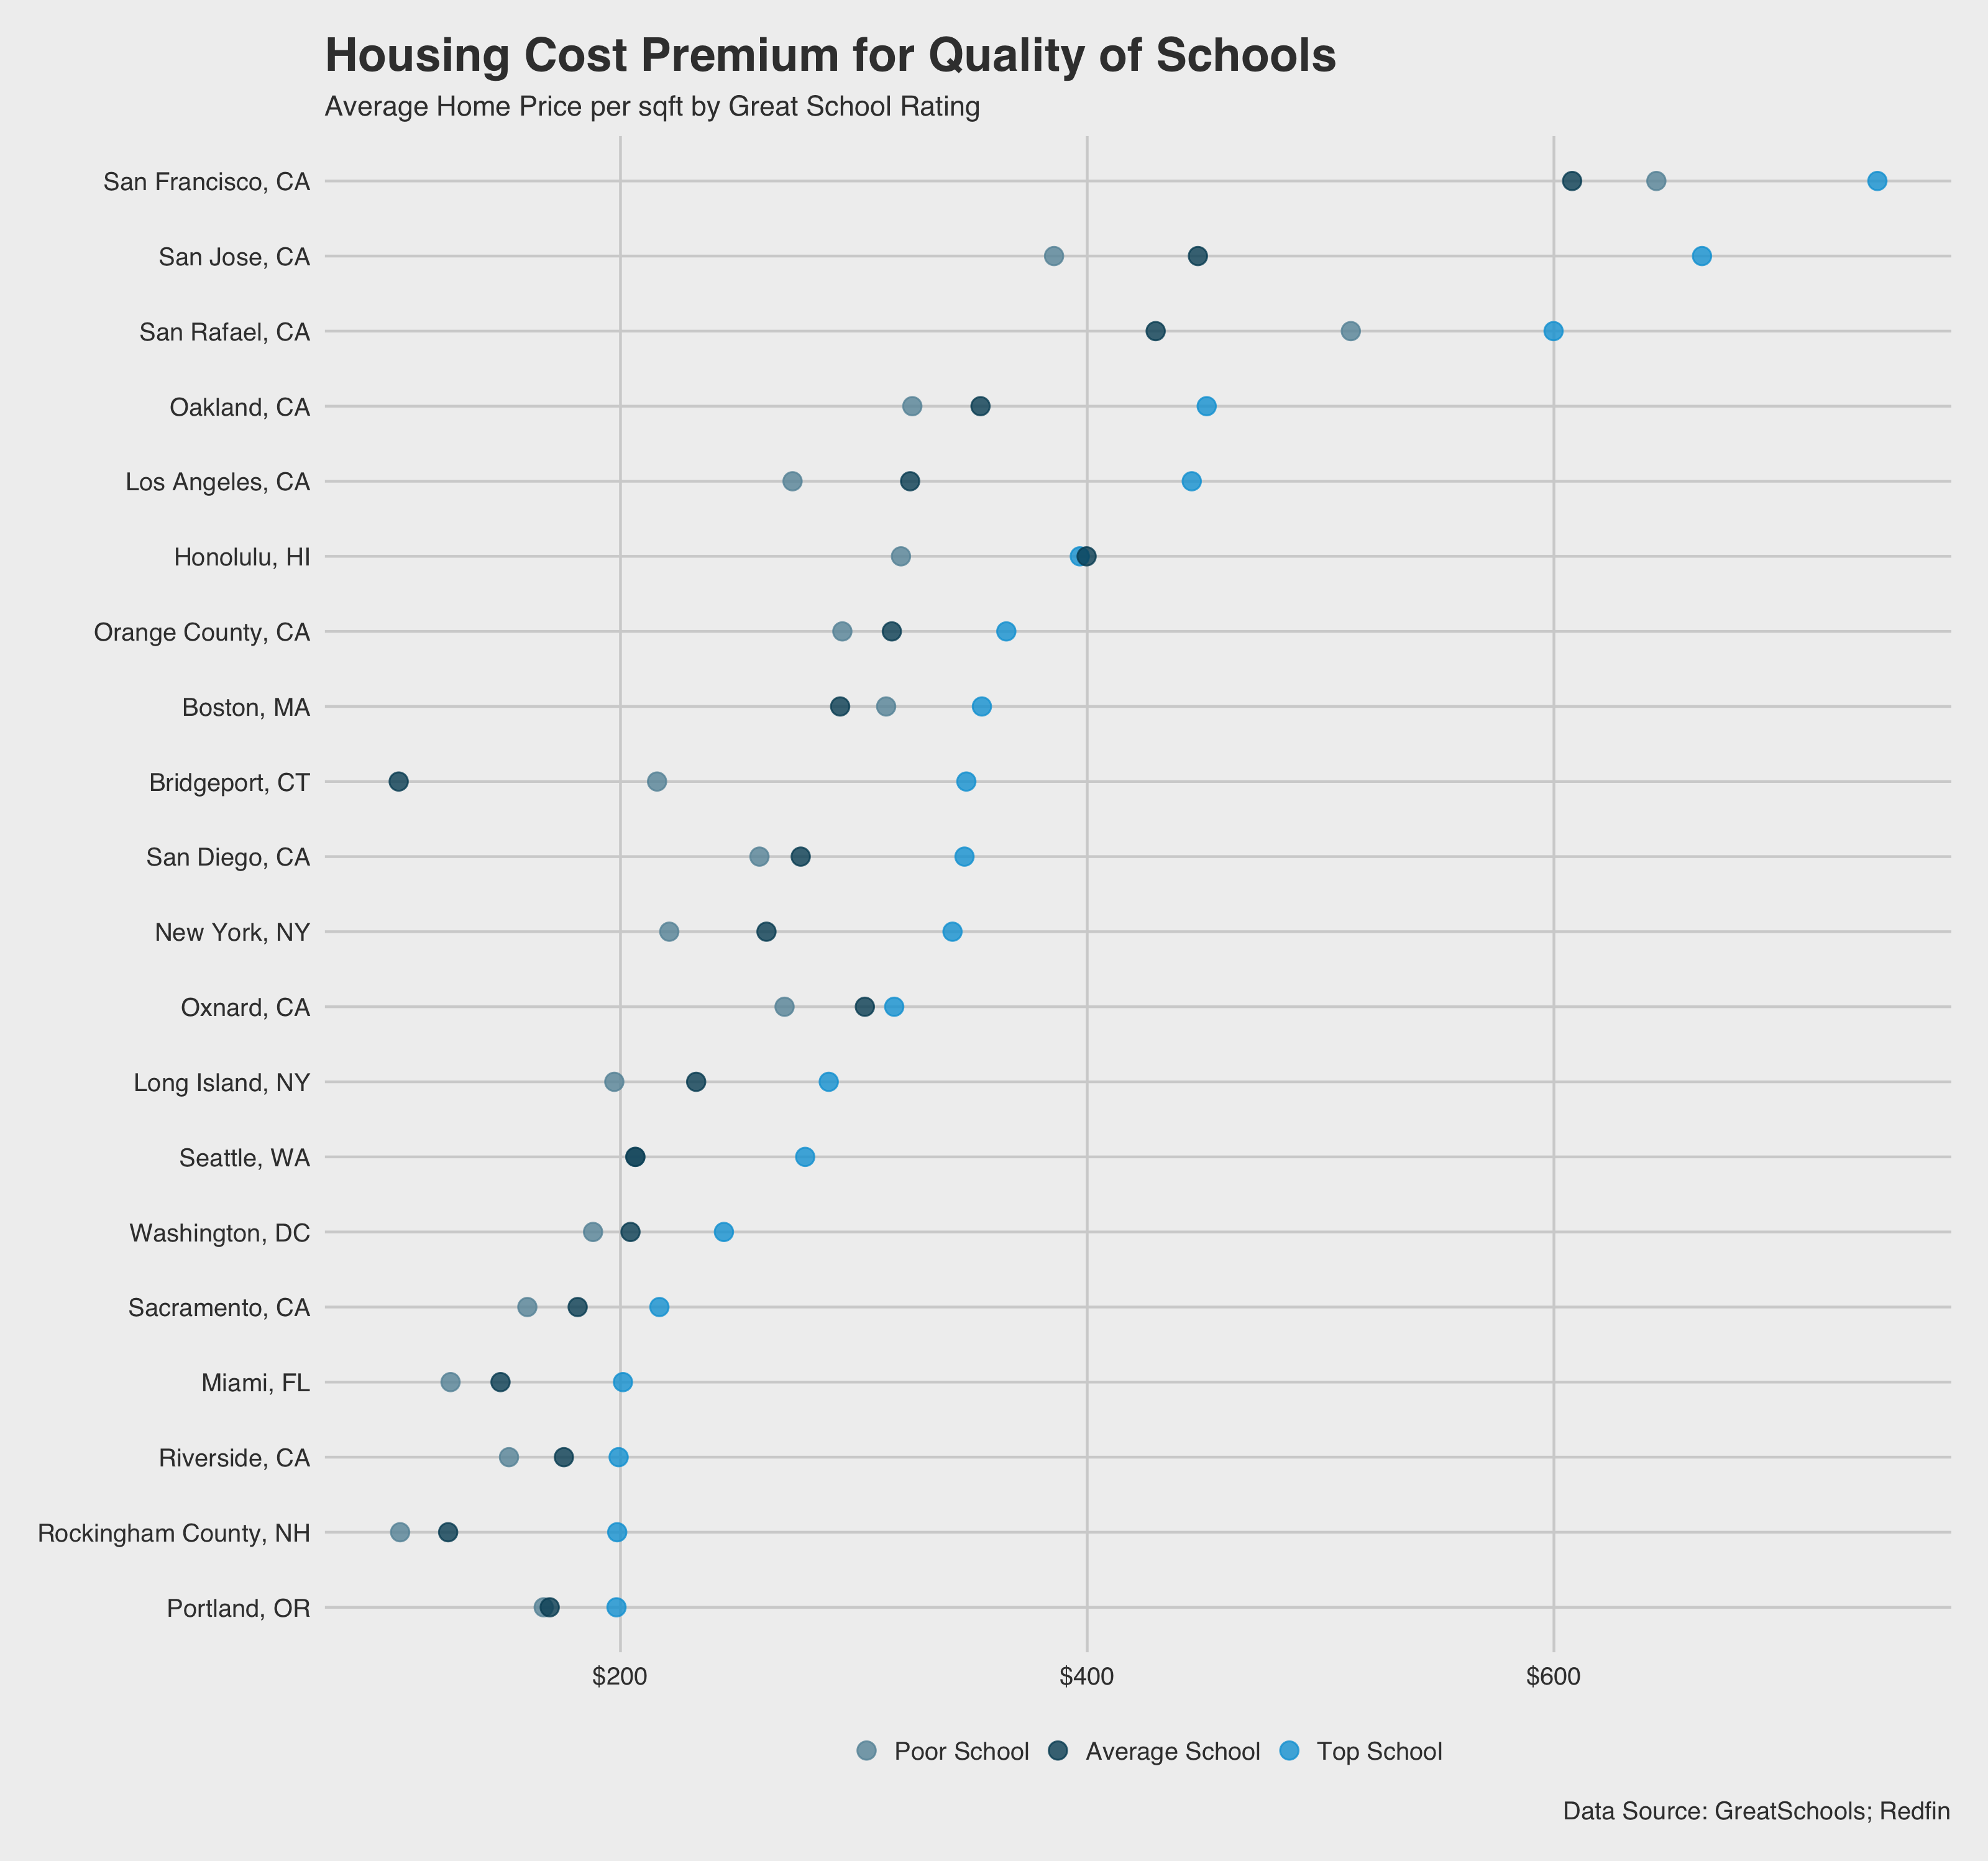 Housing Cost Premium for Quality of Schools
Average Home Price per sqft by Great School Rating
San Francisco, CA
San Jose, CA
San Rafael, CA
Oakland, CA
Los Angeles, CA
Honolulu, HI
Orange County, CA
Boston, MA
Bridgeport, CT
San Diego, CA
New York, NY
Oxnard, CA
Long Island, NY
Seattle, WA
Washington, DC
Sacramento, CA
Miami, FL
Riverside, CA
Rockingham County, NH
Portland, OR
$200 $400 $600
Poor School Average School Top School
Data Source: GreatSchools; Redfin